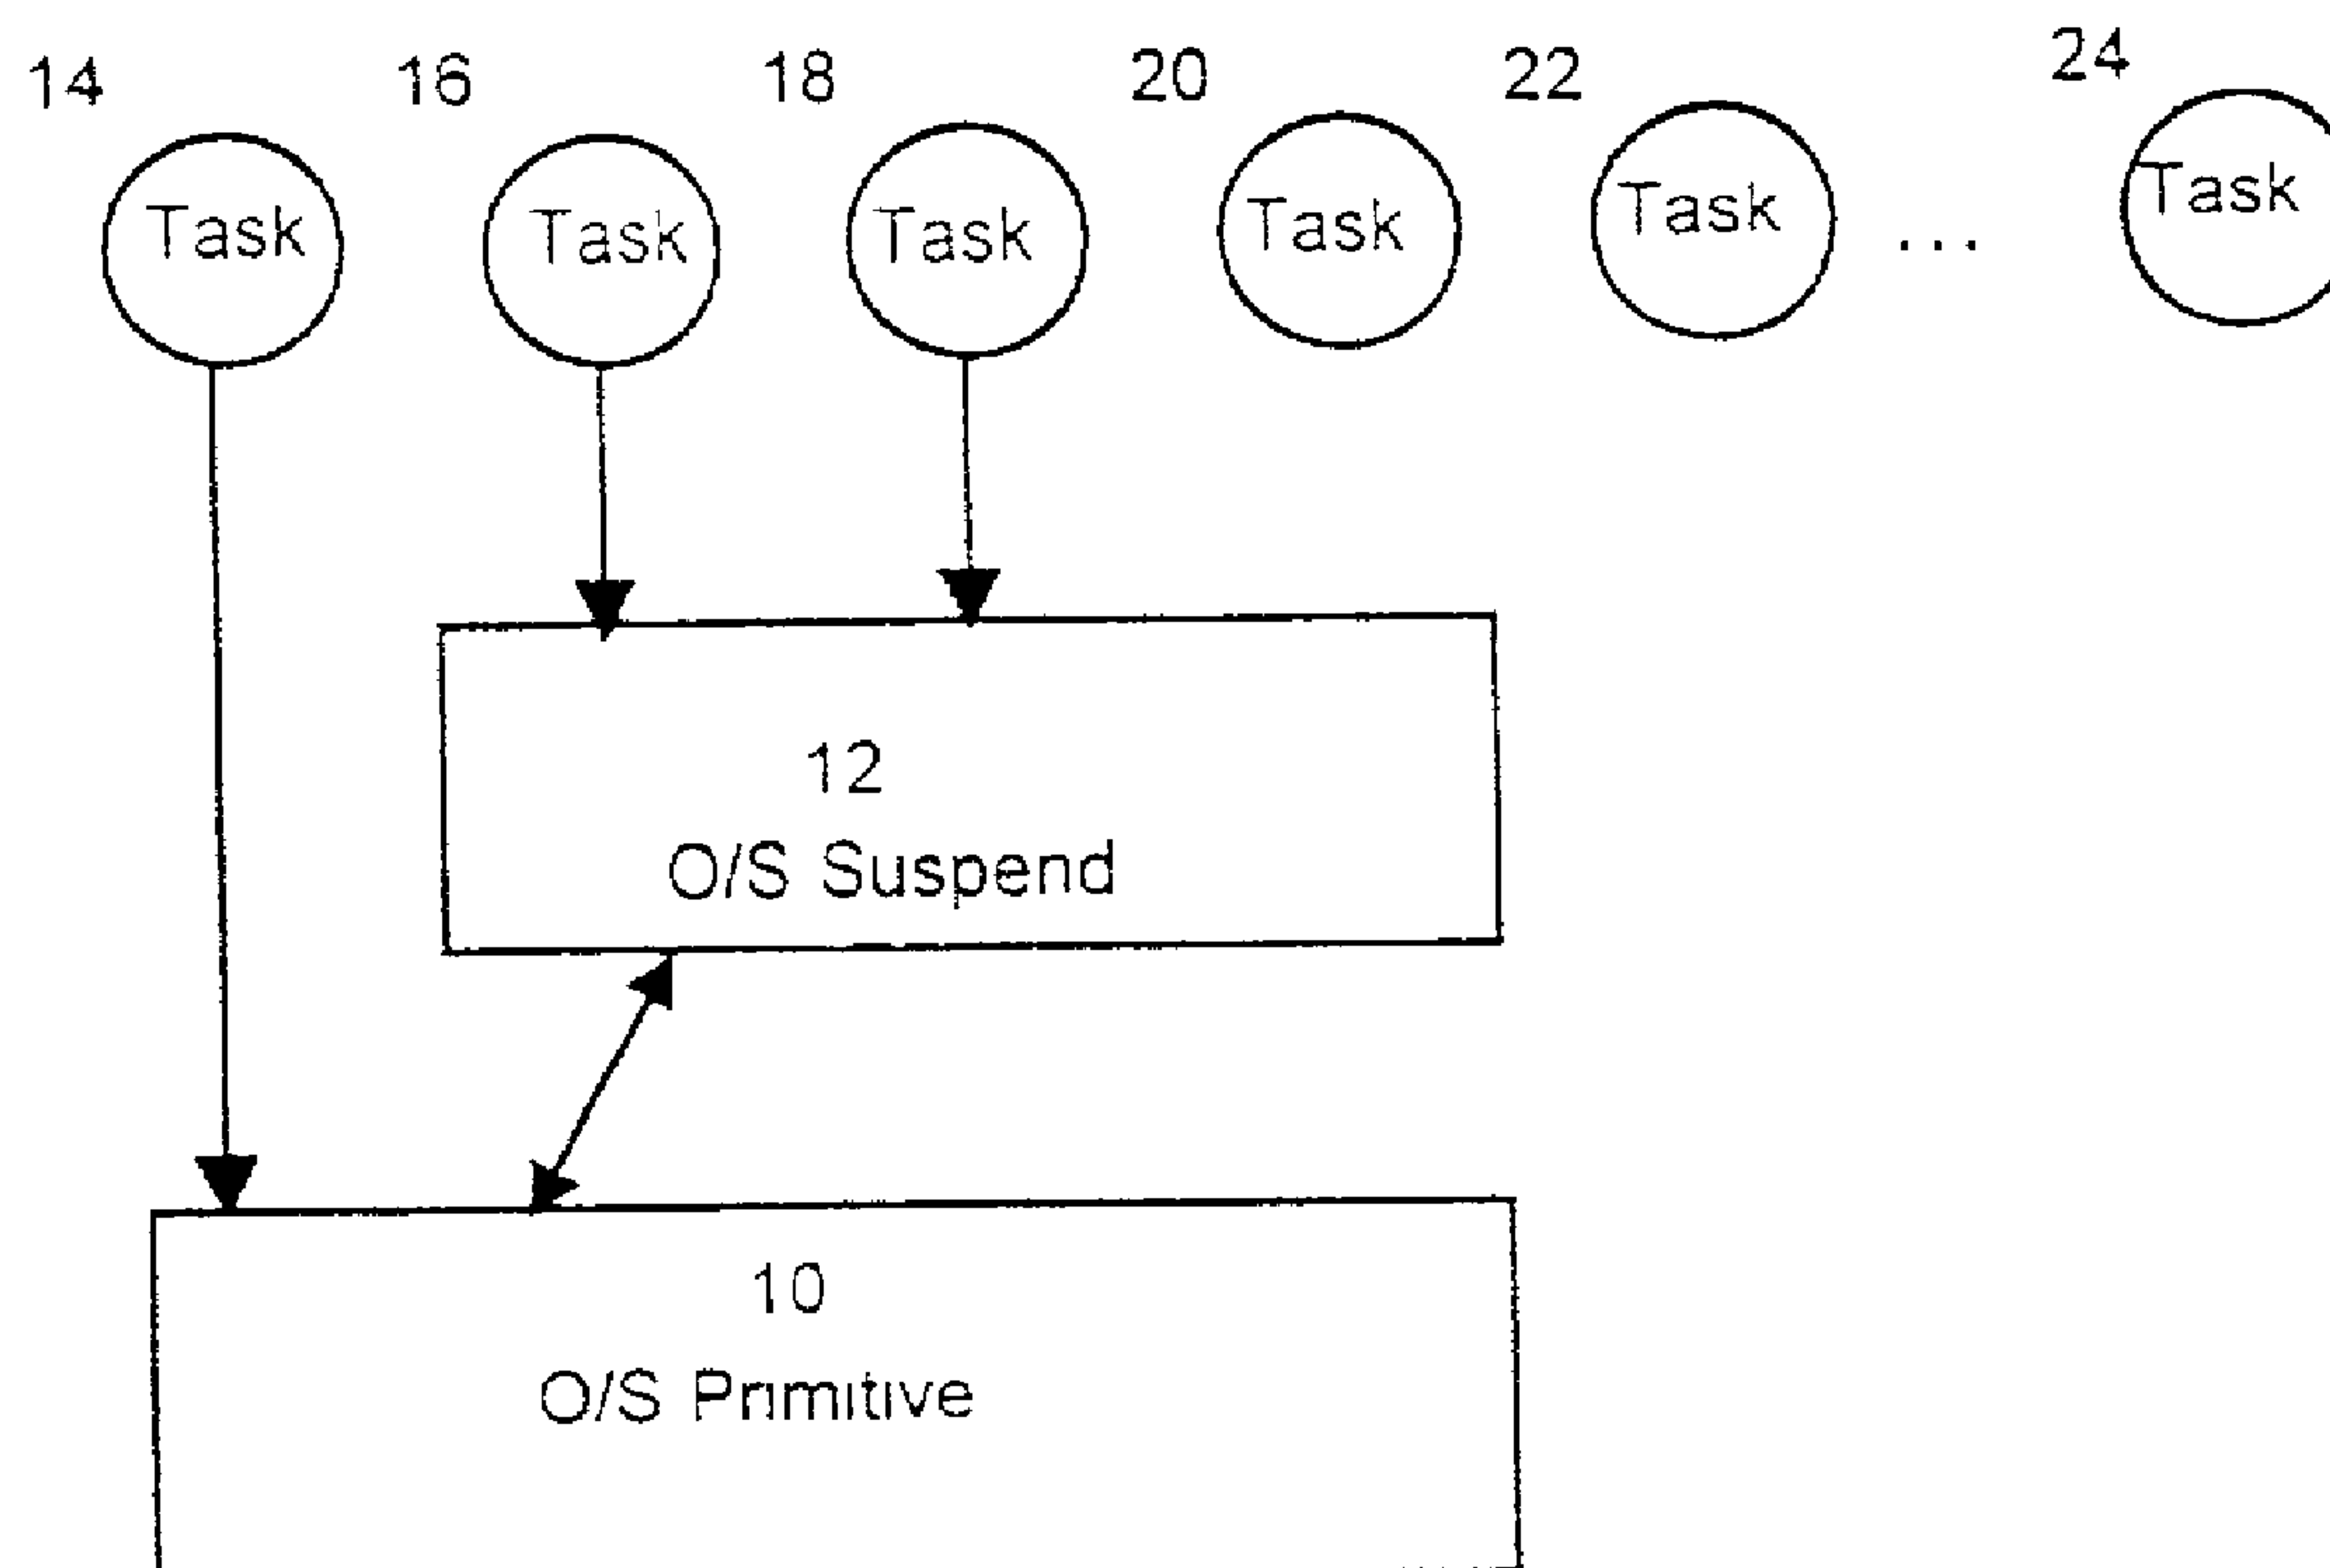 14 16 18 20 22 24
Task Task Task Task Task ... Task
12
O/S Suspend
10
O/S Primitive